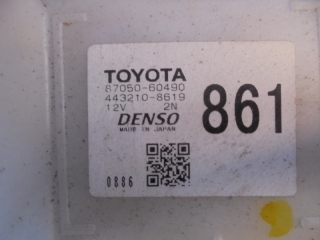 TOYOTA
87050-60490
443210-8619
12V 2N
DENSO
MADE IN JAPAN
861
0886